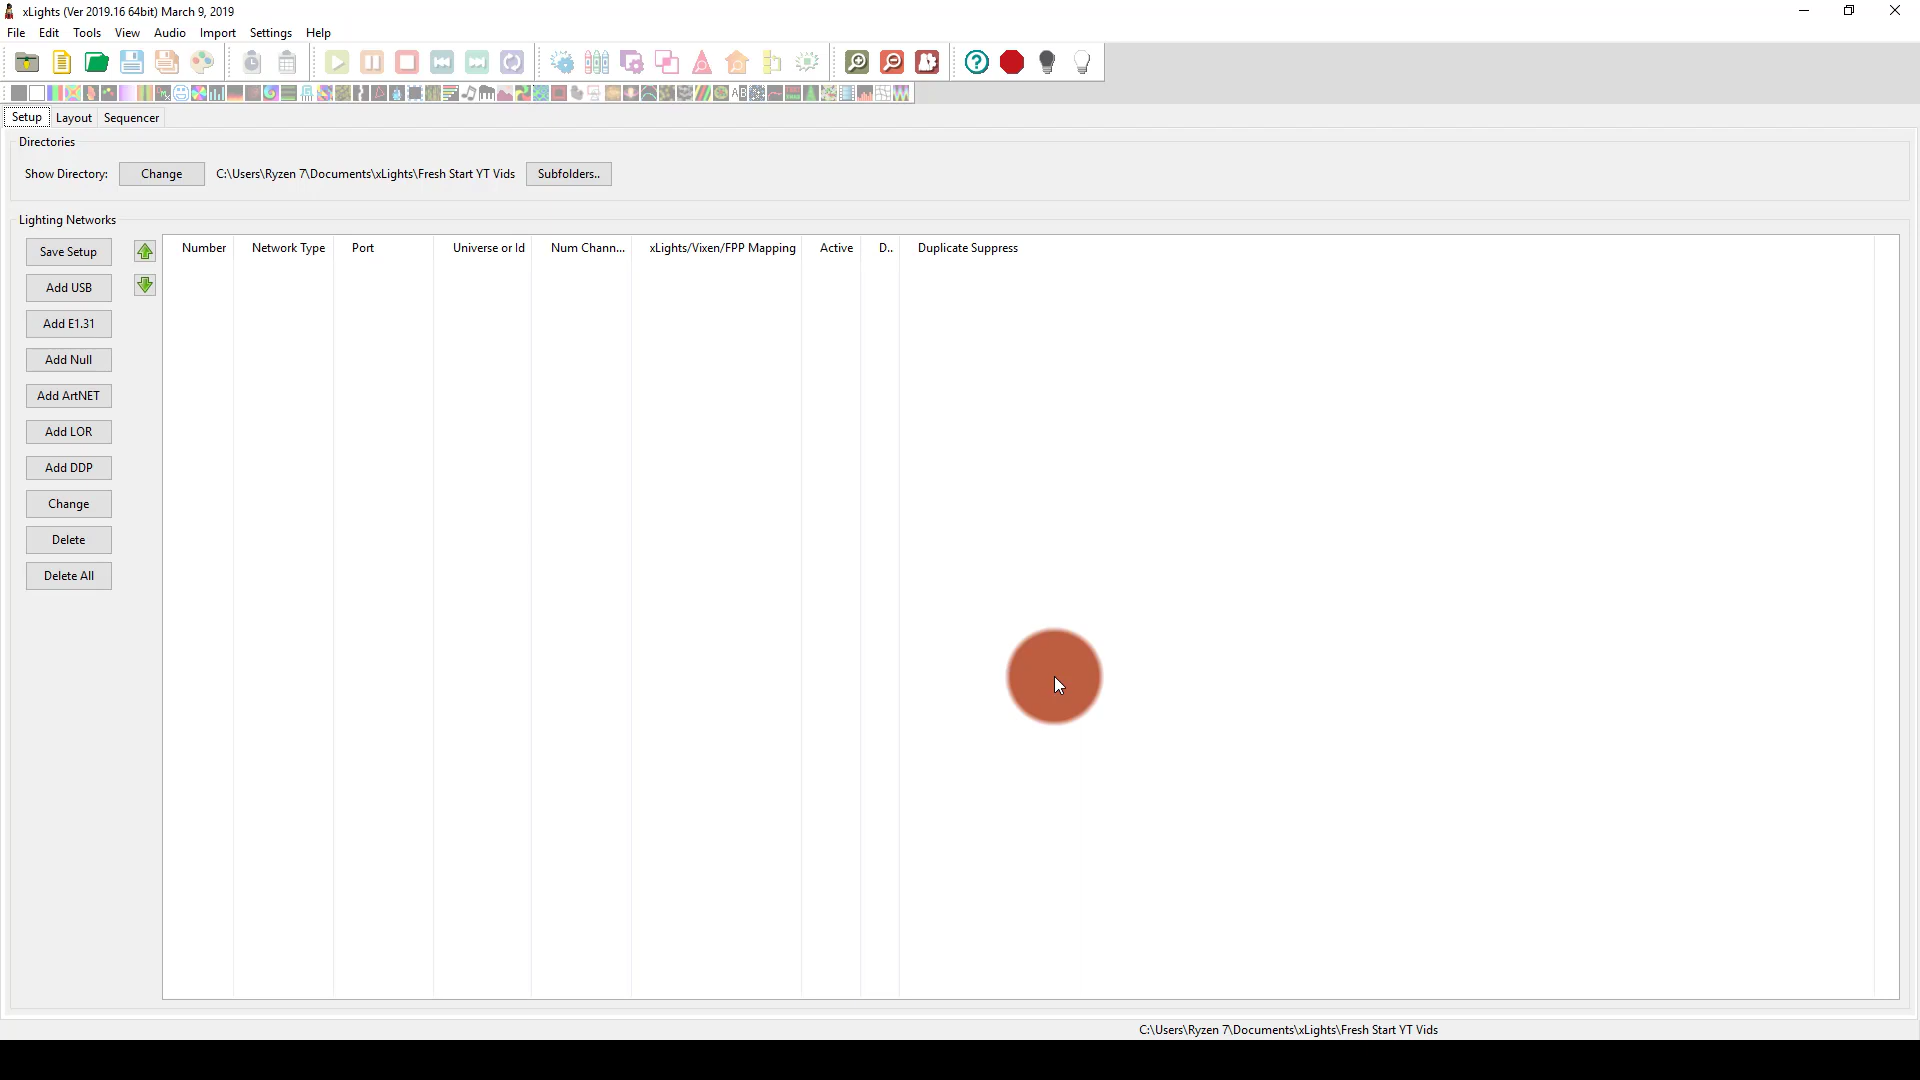 xLights (Ver 2019.16 64bit) March 9, 2019
File Edit Tools View Audio Import Settings Help
Setup Layout Sequencer
Directories
Show Directory: Change C:\Users\Ryzen 7\Documents\xLights\Fresh Start YT Vids Subfolders..
Lighting Networks
Number Network Type Port Universe or Id Num Chann... xLights/Vixen/FPP Mapping Active D.. Duplicate Suppress
Save Setup
Add USB
Add E1.31
Add Null
Add ArtNET
Add LOR
Add DDP
Change
Delete
Delete All
C:\Users\Ryzen 7\Documents\xLights\Fresh Start YT Vids